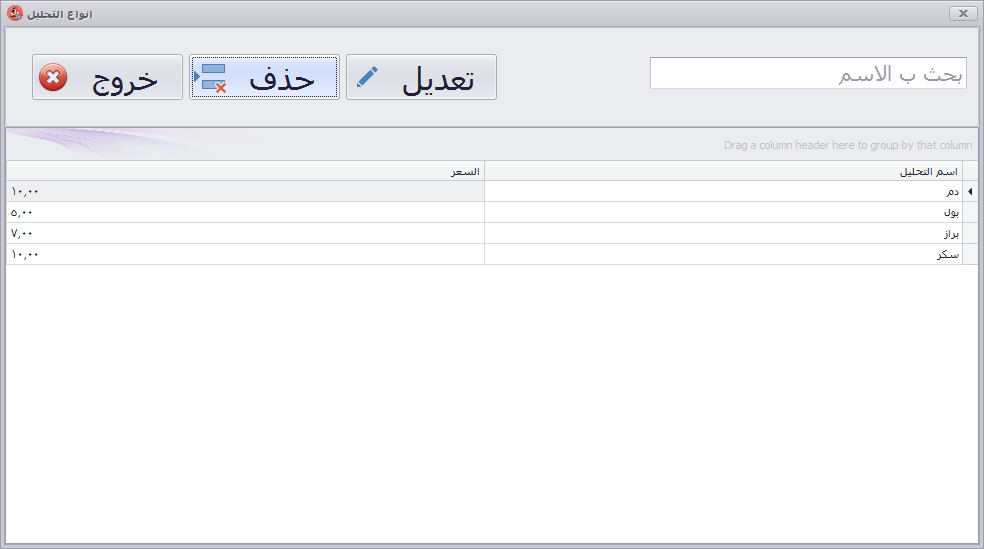 انواع التحليل
بحث ب الاسم
تعديل
حذف
خروج
Drag a column header here to group by that column
اسم التحليل السعر
دم ١٠,٠٠
بول ٥,٠٠
براز ٧,٠٠
سكر ١٠,٠٠